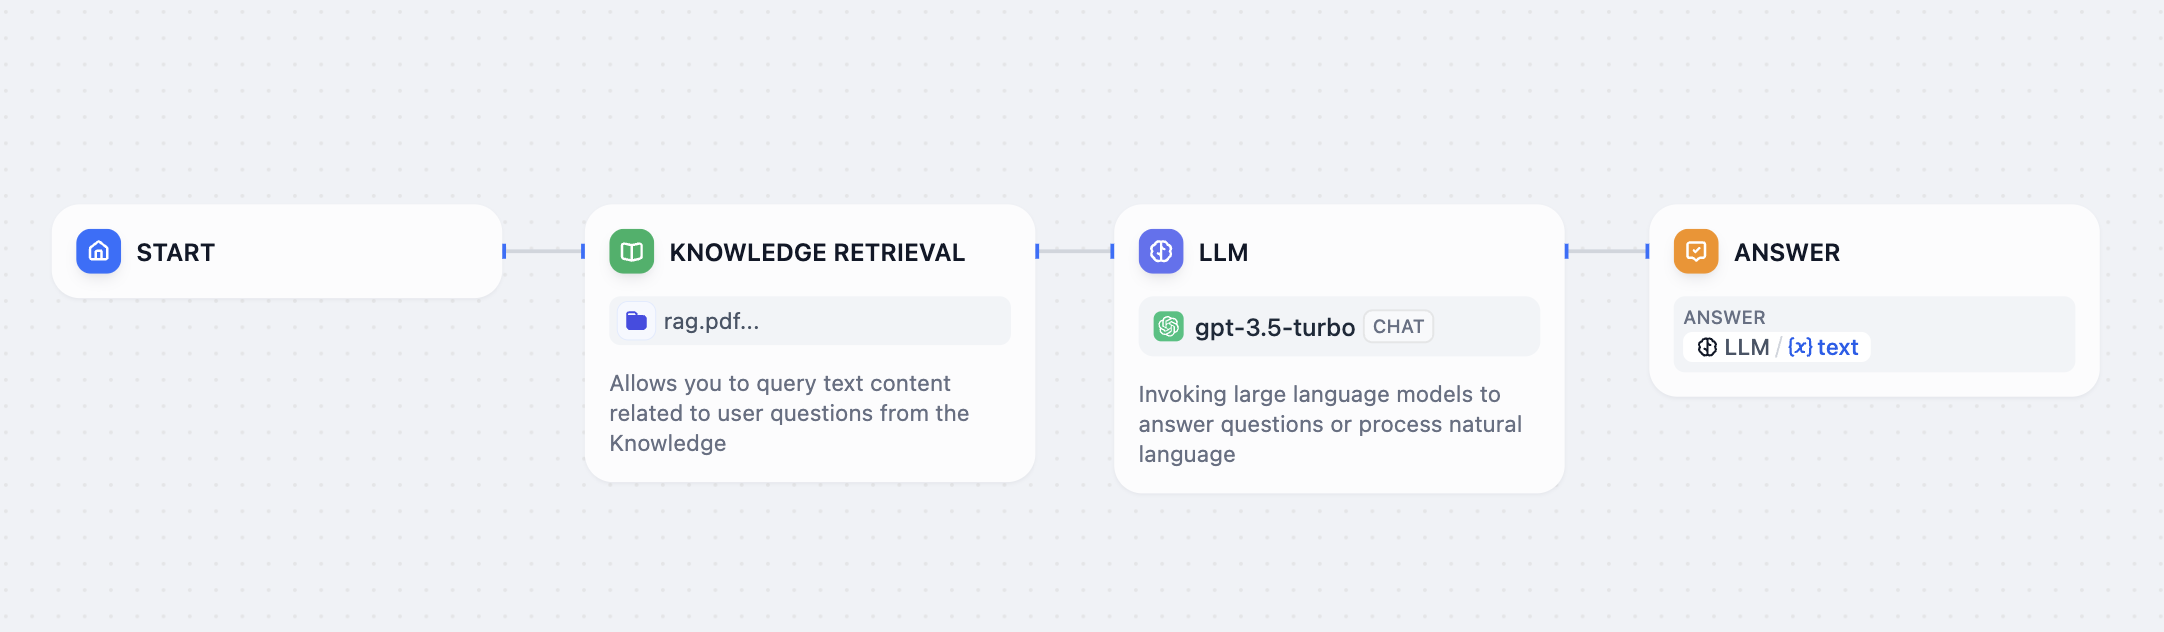 START
KNOWLEDGE RETRIEVAL
rag.pdf...
Allows you to query text content
related to user questions from the
Knowledge
LLM
gpt-3.5-turbo CHAT
Invoking large language models to
answer questions or process natural
language
ANSWER
ANSWER
LLM / {x} text